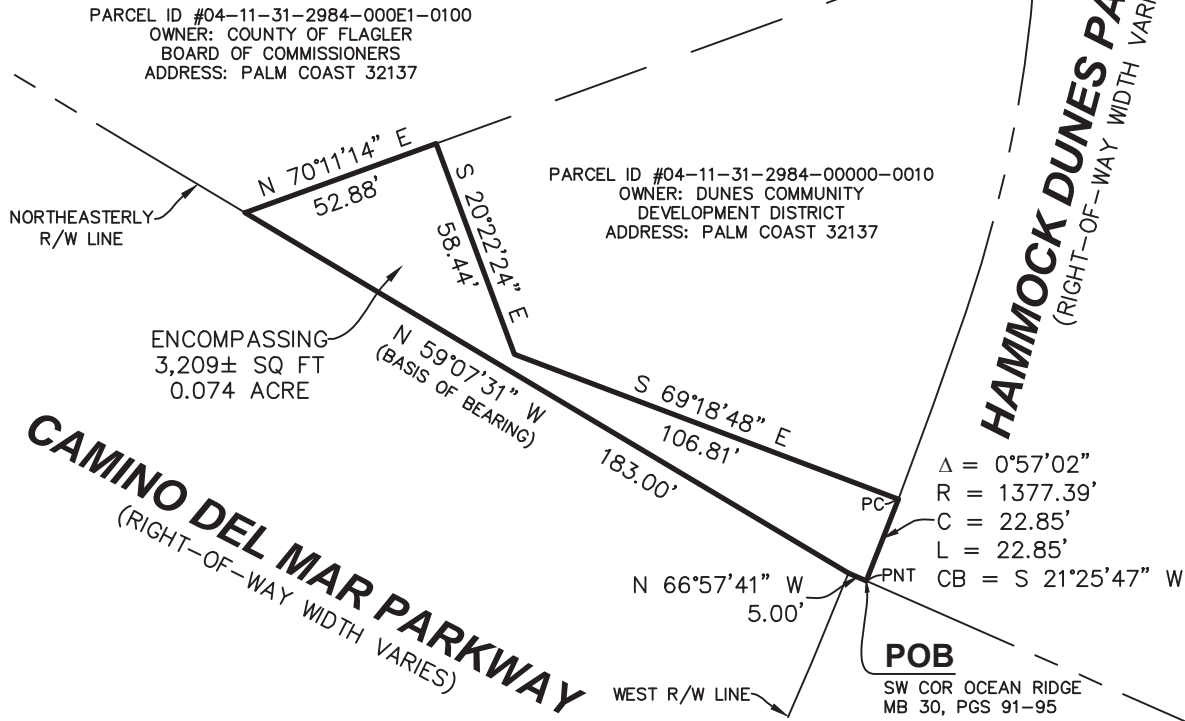 PARCEL ID #04-11-31-2984-000E1-0100
OWNER: COUNTY OF FLAGLER
BOARD OF COMMISSIONERS
ADDRESS: PALM COAST 32137
HAMMOCK DUNES PA
(RIGHT-OF-WAY WIDTH VARI
N 70°11'14" E
52.88'
S 20°22'24" E
58.44'
PARCEL ID #04-11-31-2984-00000-0010
OWNER: DUNES COMMUNITY
DEVELOPMENT DISTRICT
ADDRESS: PALM COAST 32137
NORTHEASTERLY
R/W LINE
ENCOMPASSING
3,209± SQ FT
0.074 ACRE
N 59°07'31" W
(BASIS OF BEARING)
183.00'
S 69°18'48" E
106.81'
CAMINO DEL MAR PARKWAY
(RIGHT-OF-WAY WIDTH VARIES)
PC
Δ = 0°57'02"
R = 1377.39'
C = 22.85'
L = 22.85'
CB = S 21°25'47" W
PNT
N 66°57'41" W
5.00'
POB
SW COR OCEAN RIDGE
MB 30, PGS 91-95
WEST R/W LINE